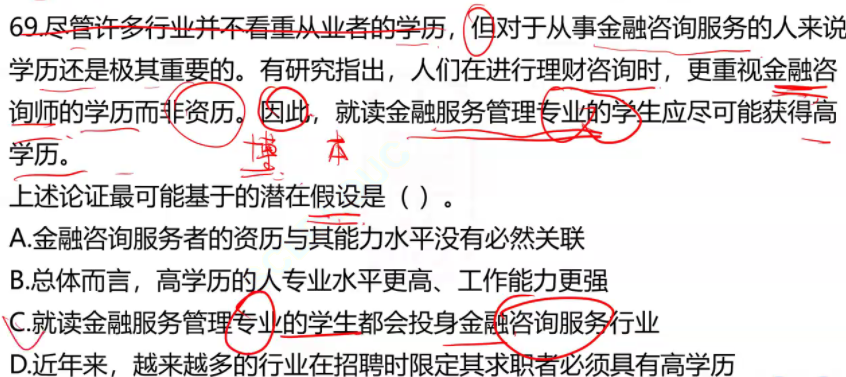 69.尽管许多行业并不看重从业者的学历，但对于从事金融咨询服务的人来说
学历还是极其重要的。有研究指出，人们在进行理财咨询时，更重视金融咨
询师的学历而非资历。因此，就读金融服务管理专业的学生应尽可能获得高
学历。
博 本
上述论证最可能基于的潜在假设是（ ）。
A.金融咨询服务者的资历与其能力水平没有必然关联
B.总体而言，高学历的人专业水平更高、工作能力更强
C.就读金融服务管理专业的学生都会投身金融咨询服务行业
D.近年来，越来越多的行业在招聘时限定其求职者必须具有高学历